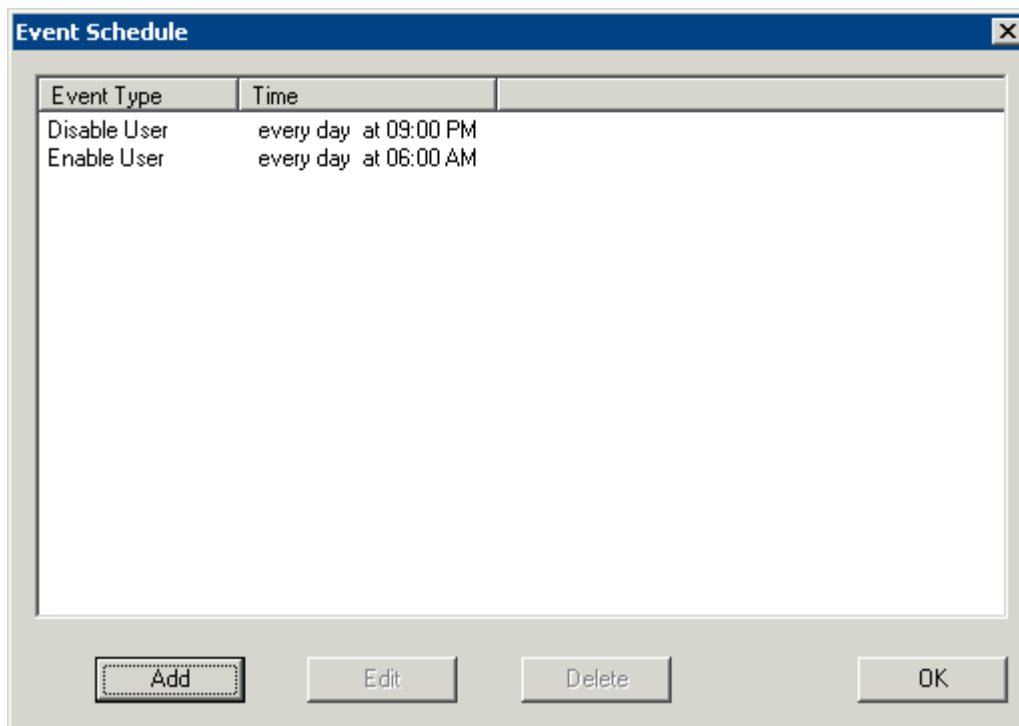 Event Schedule
Event Type Time
Disable User every day at 09:00 PM
Enable User every day at 06:00 AM
Add Edit Delete OK